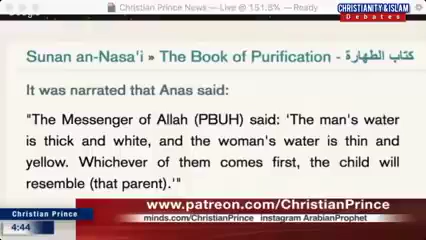 Christian Prince News — Live @ 151.8% — Ready
CHRISTIANITY & ISLAM
Debates
Sunan an-Nasa'i » The Book of Purification - كتاب الطهارة
It was narrated that Anas said:
"The Messenger of Allah (PBUH) said: 'The man's water
is thick and white, and the woman's water is thin and
yellow. Whichever of them comes first, the child will
resemble (that parent).'"
www.patreon.com/ChristianPrince
Christian Prince
minds.com/ChristianPrince instagram ArabianProphet
4:44